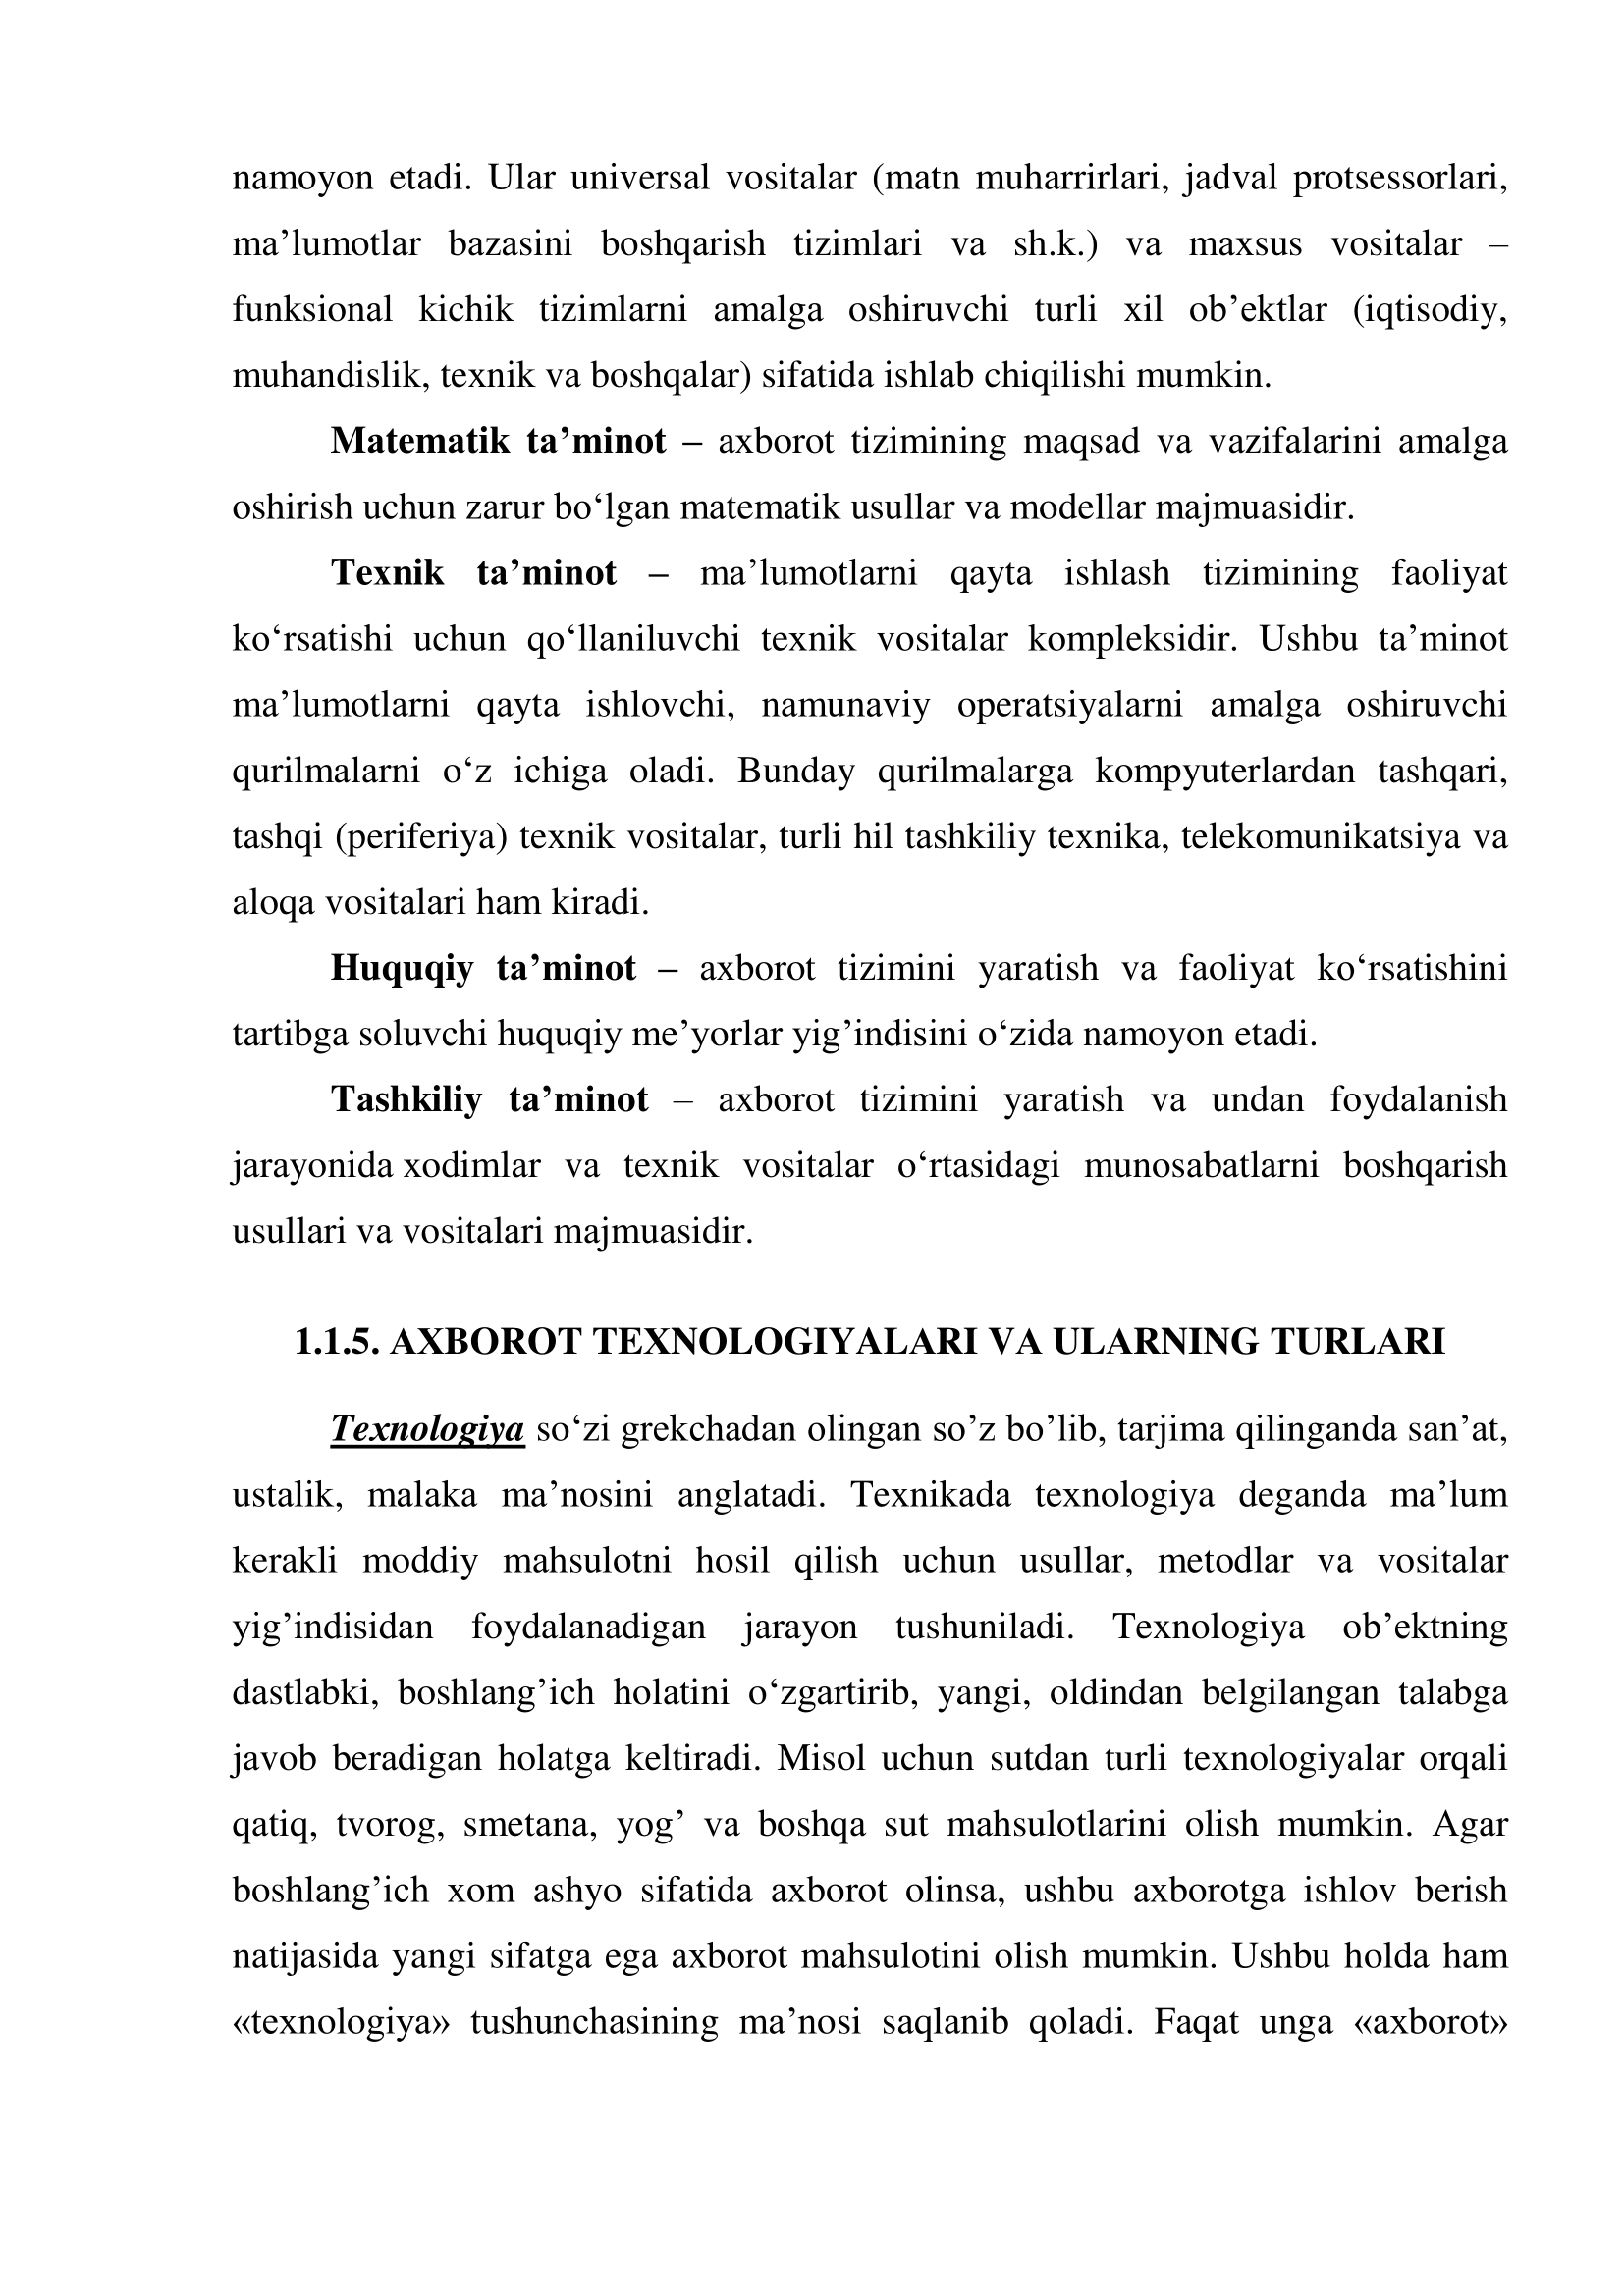 namoyon etadi. Ular universal vositalar (matn muharrirlari, jadval protsessorlari,
ma’lumotlar bazasini boshqarish tizimlari va sh.k.) va maxsus vositalar –
funksional kichik tizimlarni amalga oshiruvchi turli xil ob’ektlar (iqtisodiy,
muhandislik, texnik va boshqalar) sifatida ishlab chiqilishi mumkin.
Matematik ta’minot – axborot tizimining maqsad va vazifalarini amalga
oshirish uchun zarur bo‘lgan matematik usullar va modellar majmuasidir.
Texnik ta’minot – ma’lumotlarni qayta ishlash tizimining faoliyat
ko‘rsatishi uchun qo‘llaniluvchi texnik vositalar kompleksidir. Ushbu ta’minot
ma’lumotlarni qayta ishlovchi, namunaviy operatsiyalarni amalga oshiruvchi
qurilmalarni o‘z ichiga oladi. Bunday qurilmalarga kompyuterlardan tashqari,
tashqi (periferiya) texnik vositalar, turli hil tashkiliy texnika, telekomunikatsiya va
aloqa vositalari ham kiradi.
Huquqiy ta’minot – axborot tizimini yaratish va faoliyat ko‘rsatishini
tartibga soluvchi huquqiy me’yorlar yig’indisini o‘zida namoyon etadi.
Tashkiliy ta’minot – axborot tizimini yaratish va undan foydalanish
jarayonida xodimlar va texnik vositalar o‘rtasidagi munosabatlarni boshqarish
usullari va vositalari majmuasidir.
1.1.5. AXBOROT TEXNOLOGIYALARI VA ULARNING TURLARI
Texnologiya so‘zi grekchadan olingan so’z bo’lib, tarjima qilinganda san’at,
ustalik, malaka ma’nosini anglatadi. Texnikada texnologiya deganda ma’lum
kerakli moddiy mahsulotni hosil qilish uchun usullar, metodlar va vositalar
yig’indisidan foydalanadigan jarayon tushuniladi. Texnologiya ob’ektning
dastlabki, boshlang’ich holatini o‘zgartirib, yangi, oldindan belgilangan talabga
javob beradigan holatga keltiradi. Misol uchun sutdan turli texnologiyalar orqali
qatiq, tvorog, smetana, yog’ va boshqa sut mahsulotlarini olish mumkin. Agar
boshlang’ich xom ashyo sifatida axborot olinsa, ushbu axborotga ishlov berish
natijasida yangi sifatga ega axborot mahsulotini olish mumkin. Ushbu holda ham
«texnologiya» tushunchasining ma’nosi saqlanib qoladi. Faqat unga «axborot»